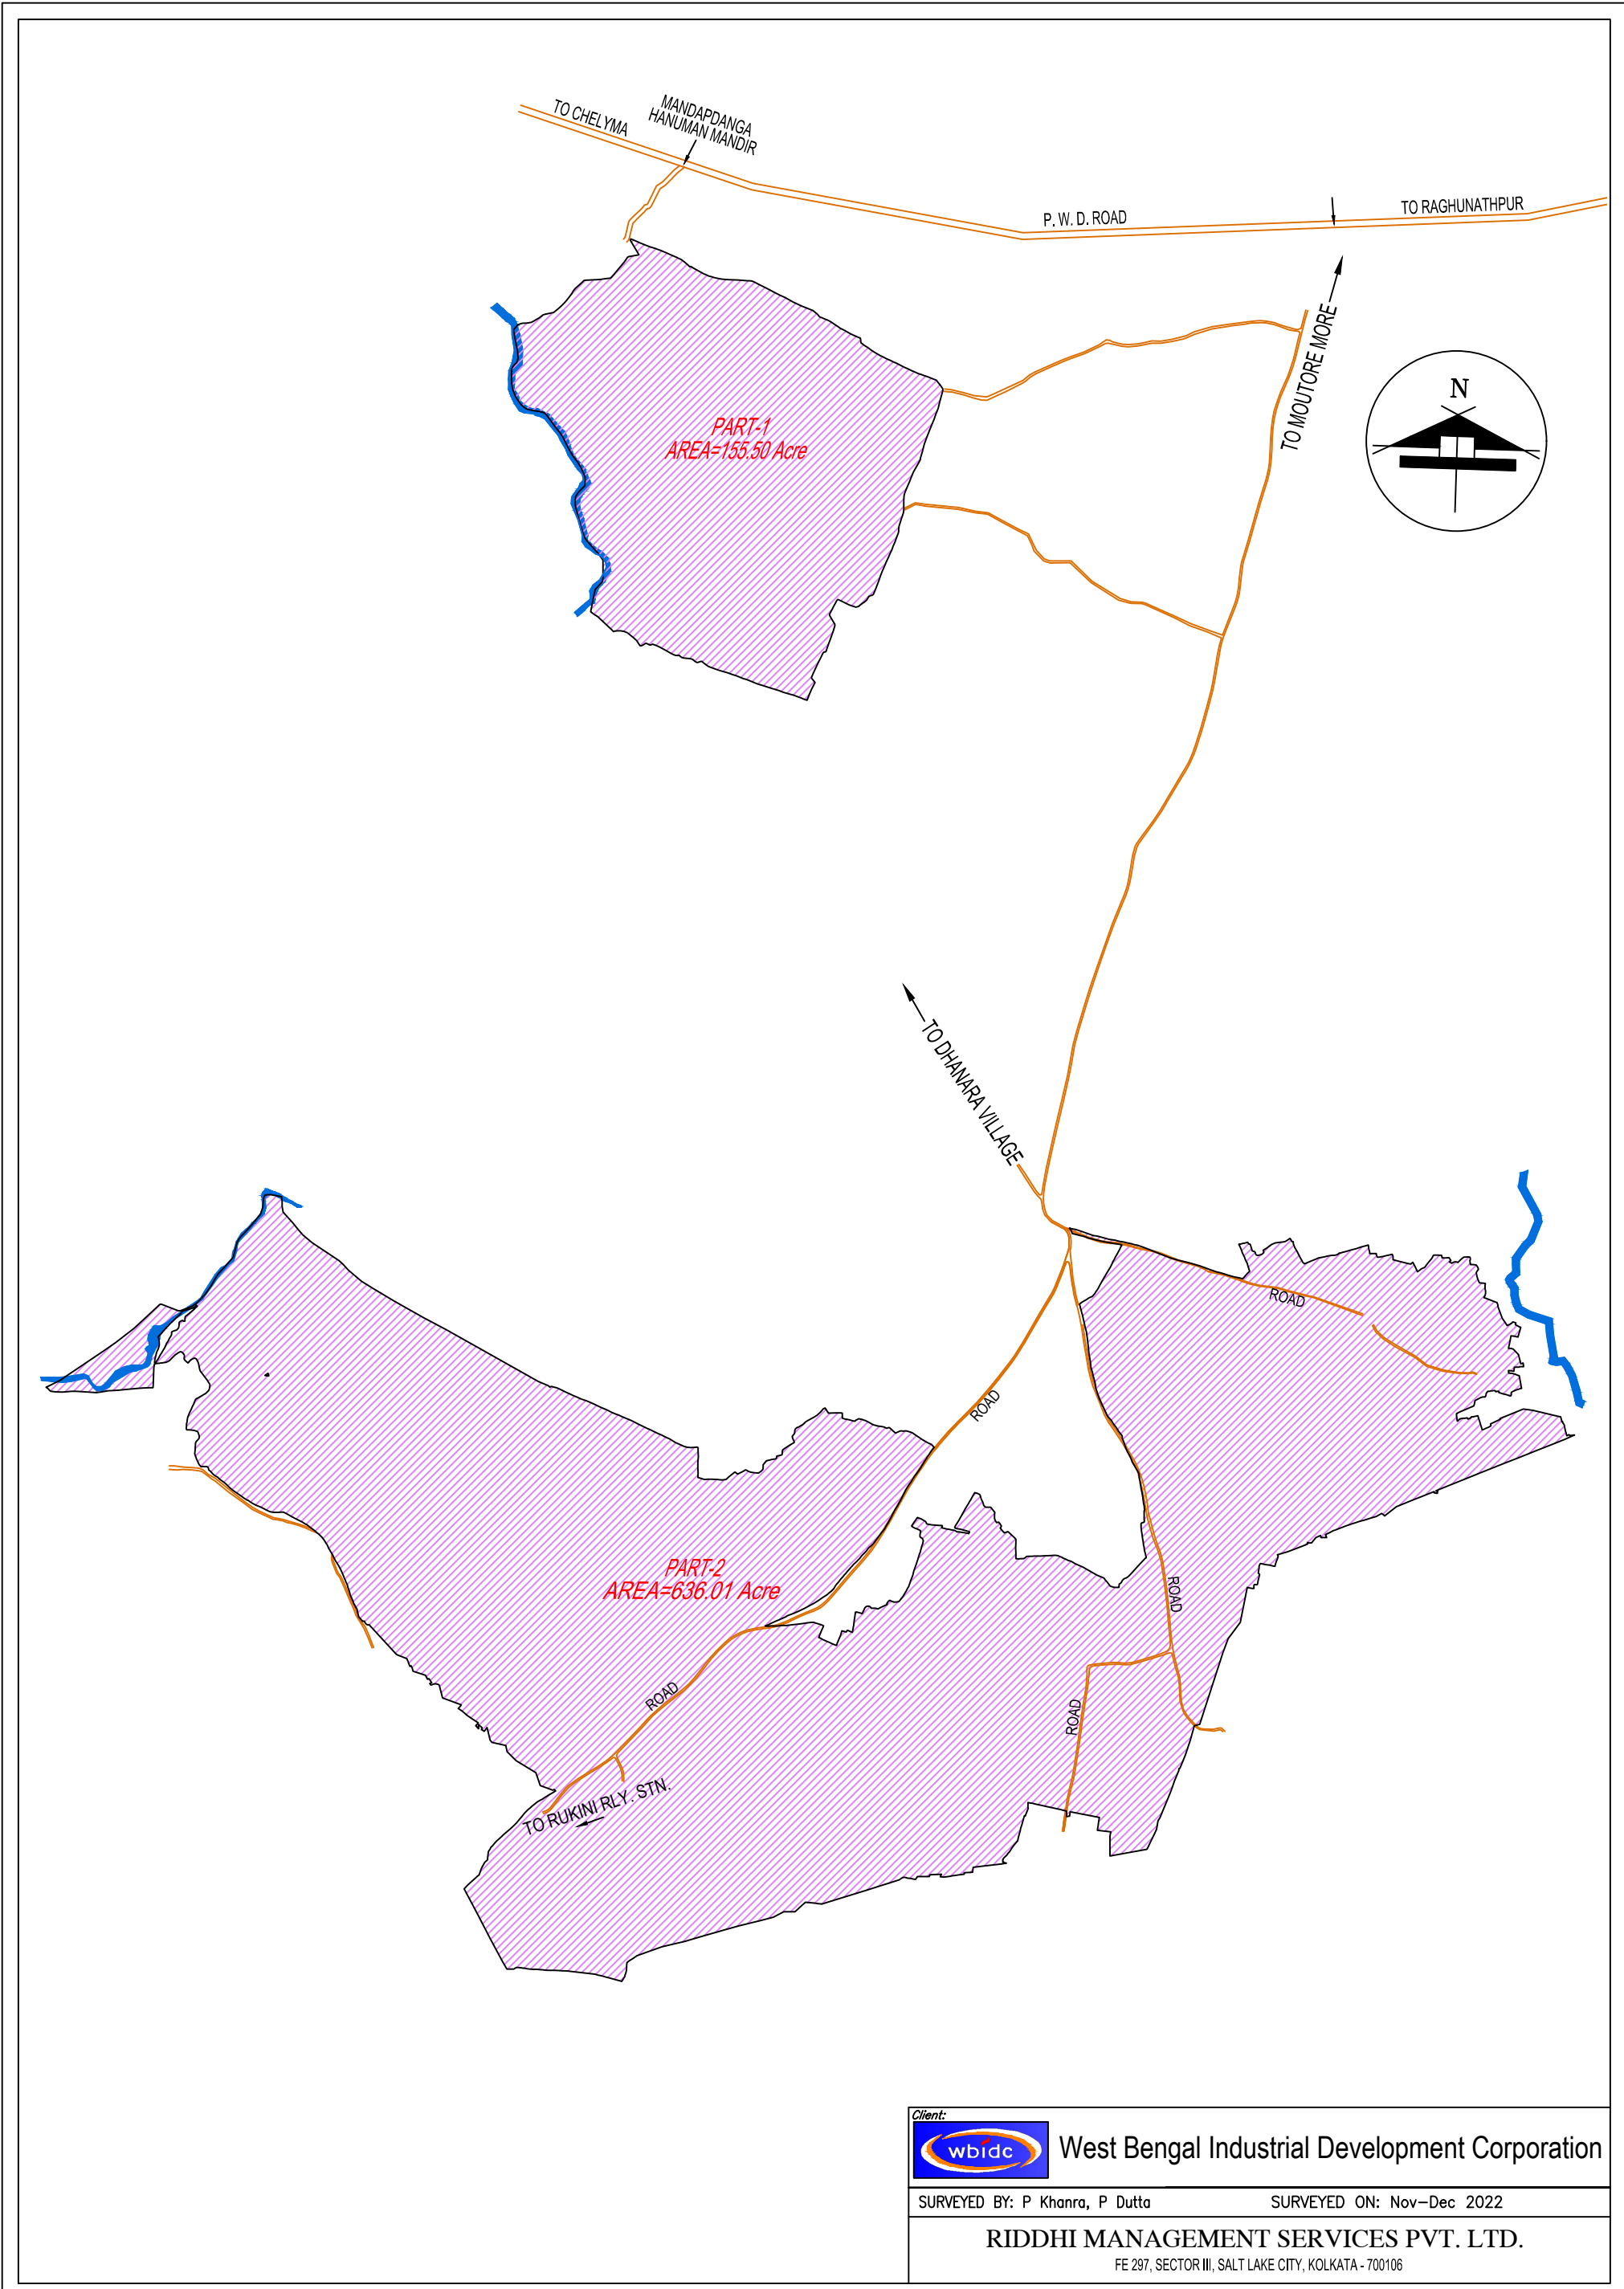 TO CHELYMA
MANDAPDANGA
HANUMAN MANDIR
P. W. D. ROAD
TO RAGHUNATHPUR
TO MOUTORE MORE
N
PART-1
AREA=155.50 Acre
TO DHANARA VILLAGE
ROAD
ROAD
PART-2
AREA=636.01 Acre
ROAD
ROAD
ROAD
TO RUKINI RLY. STN.
Client:
wbidc
West Bengal Industrial Development Corporation
SURVEYED BY: P Khanra, P Dutta
SURVEYED ON: Nov-Dec 2022
RIDDHI MANAGEMENT SERVICES PVT. LTD.
FE 297, SECTOR III, SALT LAKE CITY, KOLKATA - 700106